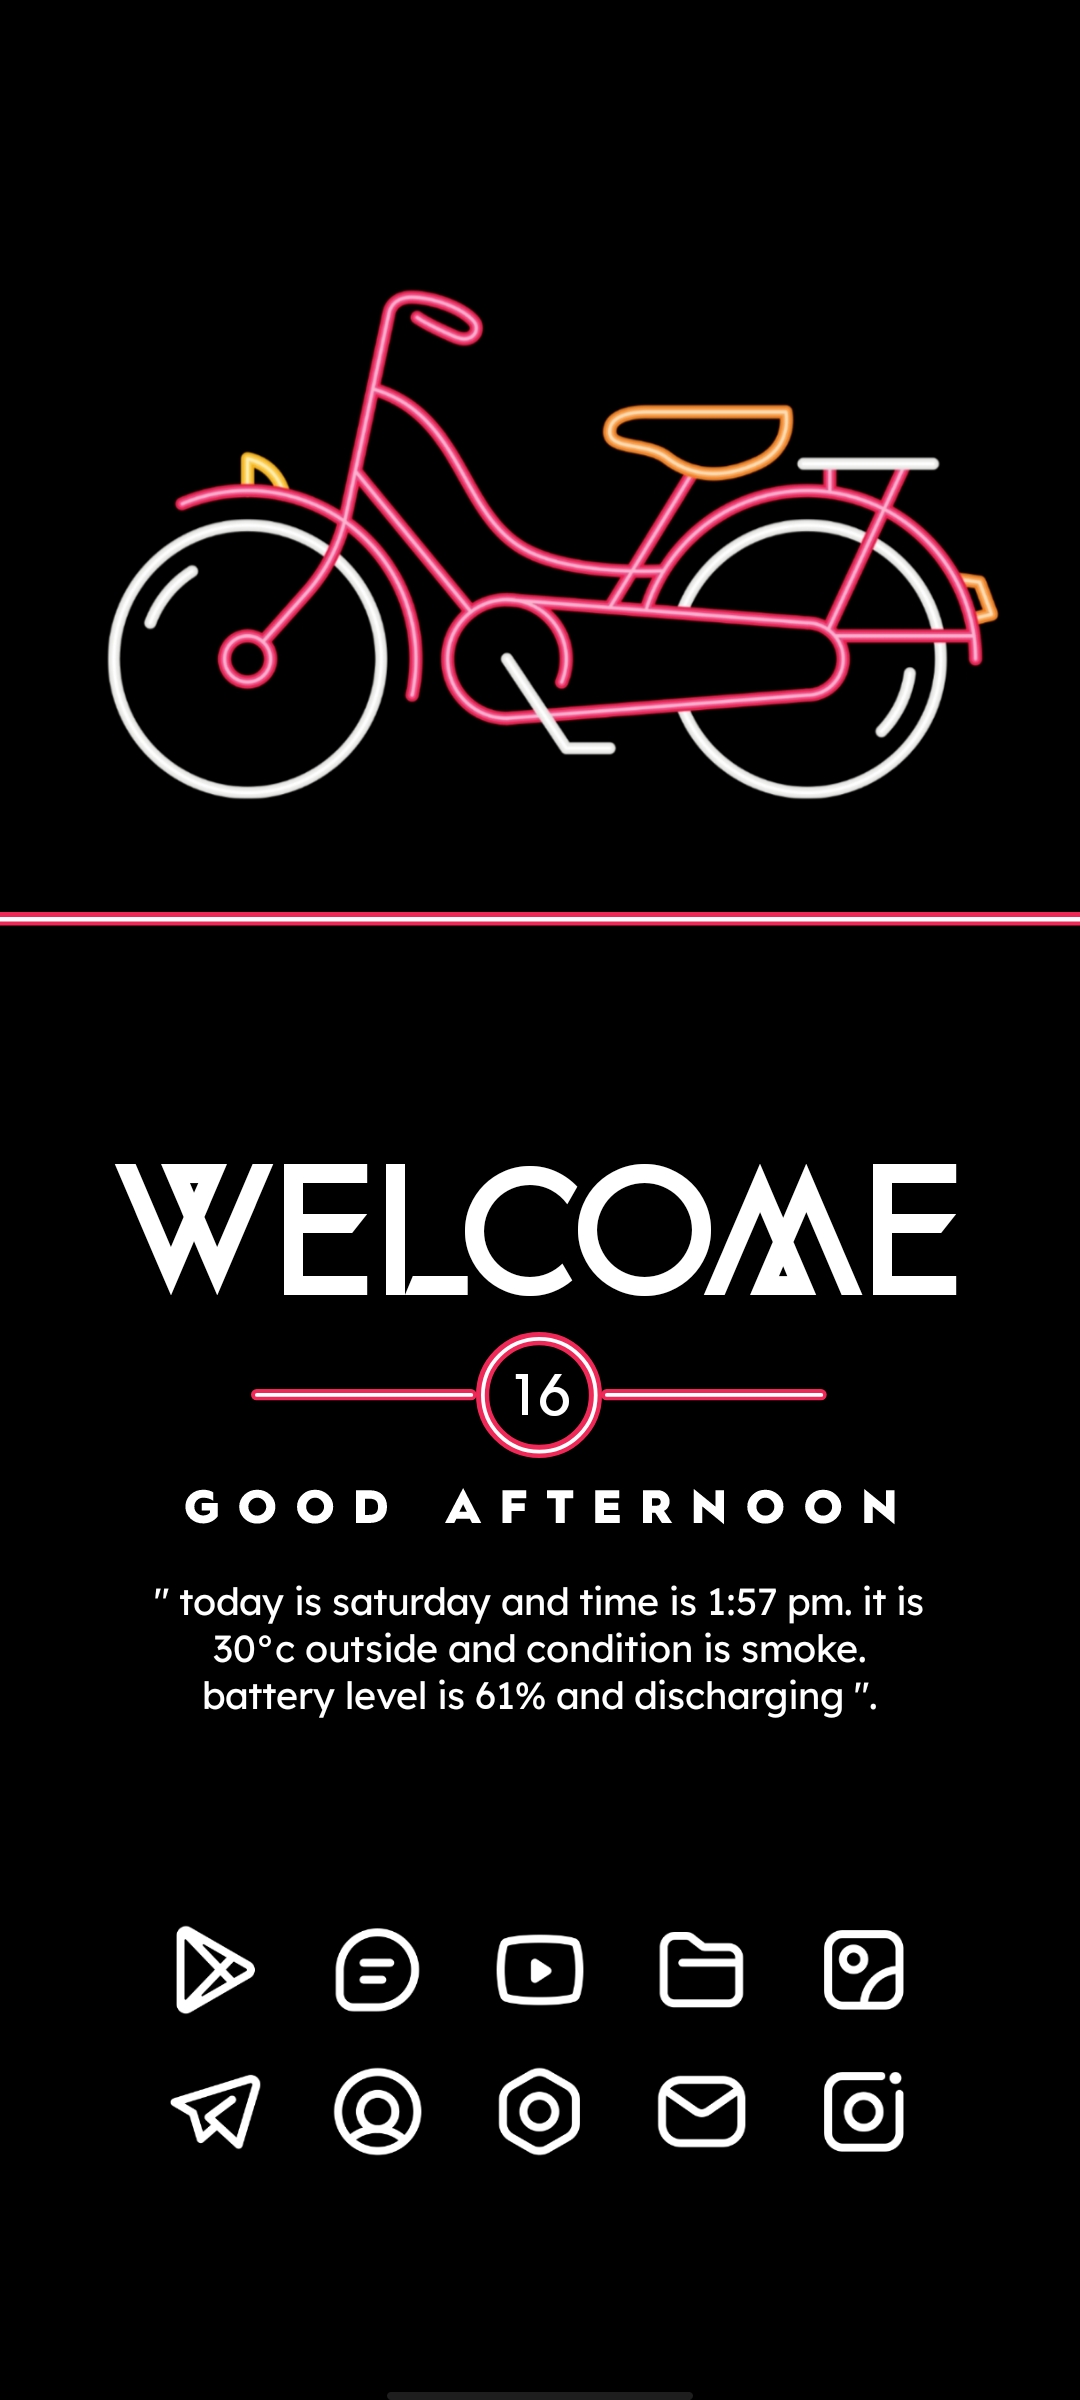 WELCOME
16
GOOD AFTERNOON
" today is saturday and time is 1:57 pm. it is
30°c outside and condition is smoke.
battery level is 61% and discharging ".